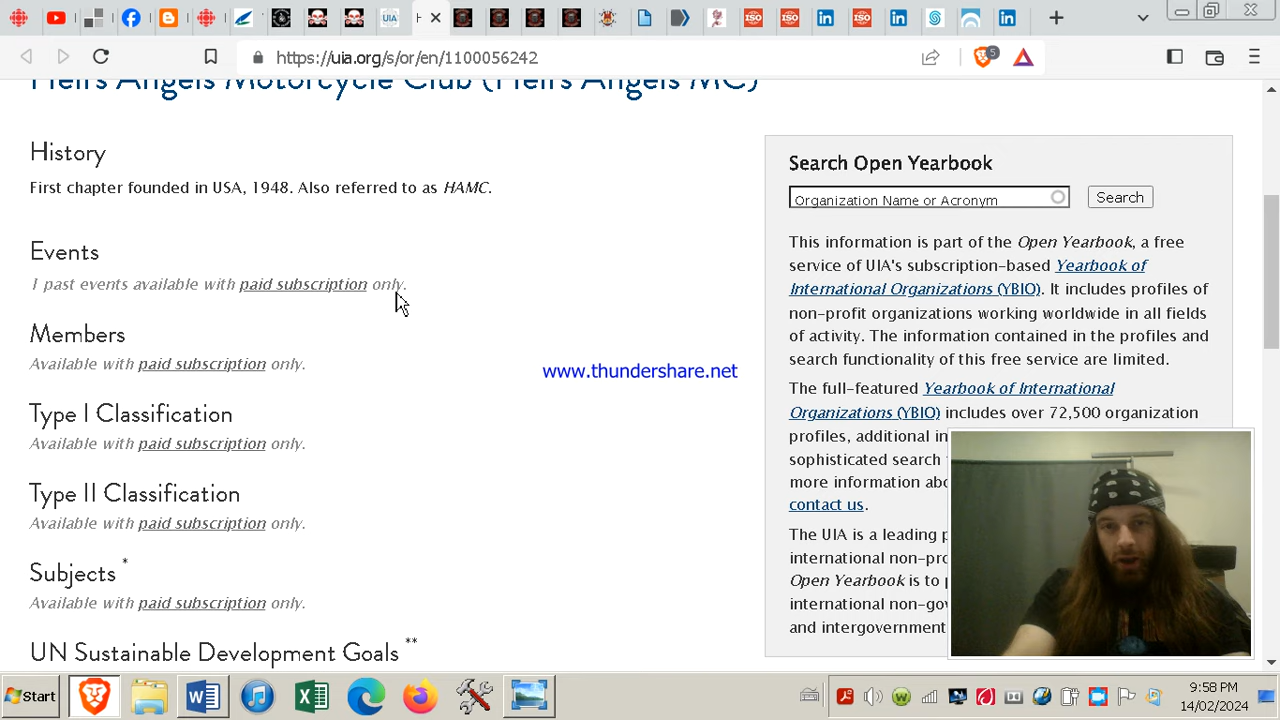 https://uia.org/s/or/en/1100056242
5
Hell's Angels Motorcycle Club (Hell's Angels MC)
History
First chapter founded in USA, 1948. Also referred to as HAMC.
Events
1 past events available with paid subscription only.
Members
Available with paid subscription only.
Type I Classification
Available with paid subscription only.
Type II Classification
Available with paid subscription only.
Subjects *
Available with paid subscription only.
UN Sustainable Development Goals **
www.thundershare.net
Search Open Yearbook
Organization Name or Acronym
Search
This information is part of the Open Yearbook, a free
service of UIA's subscription-based Yearbook of
International Organizations (YBIO). It includes profiles of
non-profit organizations working worldwide in all fields
of activity. The information contained in the profiles and
search functionality of this free service are limited.
The full-featured Yearbook of International
Organizations (YBIO) includes over 72,500 organization
profiles, additional in
sophisticated search
more information abo
contact us.
The UIA is a leading p
international non-pro
Open Yearbook is to p
international non-gov
and intergovernment
Start
9:58 PM
14/02/2024